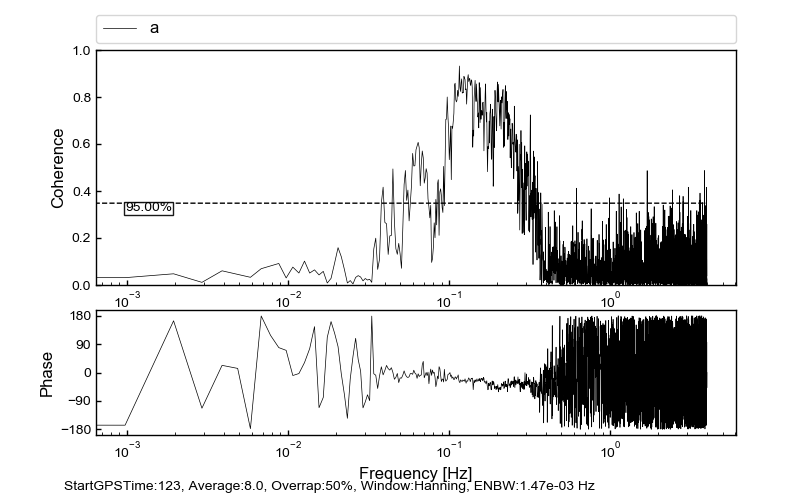 a
1.0
0.8
0.6
0.4
0.2
0.0
Coherence
95.00%
10⁻³ 10⁻² 10⁻¹ 10⁰
180
90
0
−90
−180
Phase
10⁻³ 10⁻² 10⁻¹ 10⁰
Frequency [Hz]
StartGPSTime:123, Average:8.0, Overrap:50%, Window:Hanning, ENBW:1.47e-03 Hz